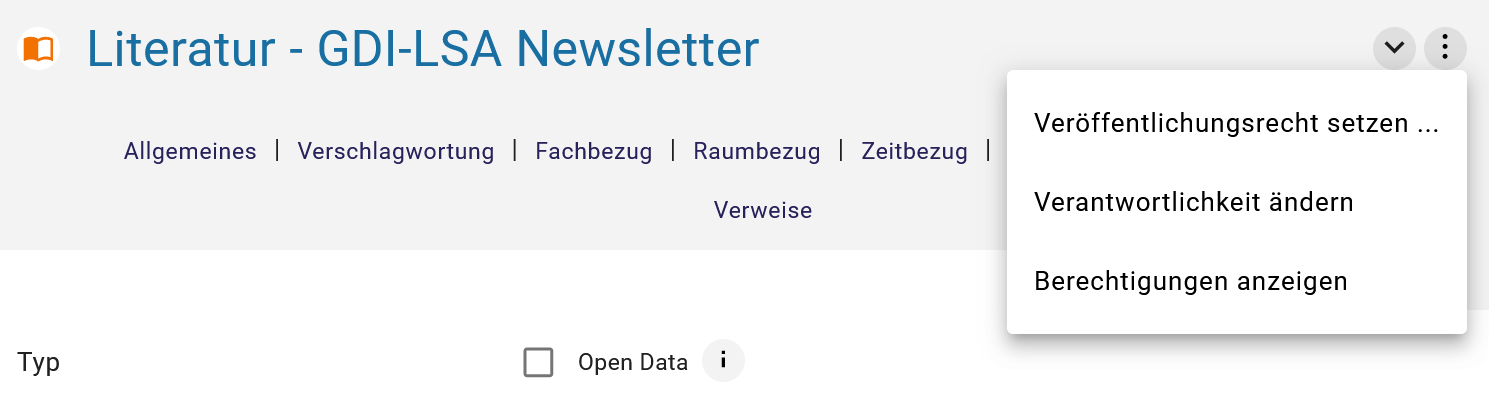 Literatur - GDI-LSA Newsletter
Veröffentlichungsrecht setzen ...
Verantwortlichkeit ändern
Berechtigungen anzeigen
Allgemeines | Verschlagwortung | Fachbezug | Raumbezug | Zeitbezug |
Verweise
Typ
Open Data i